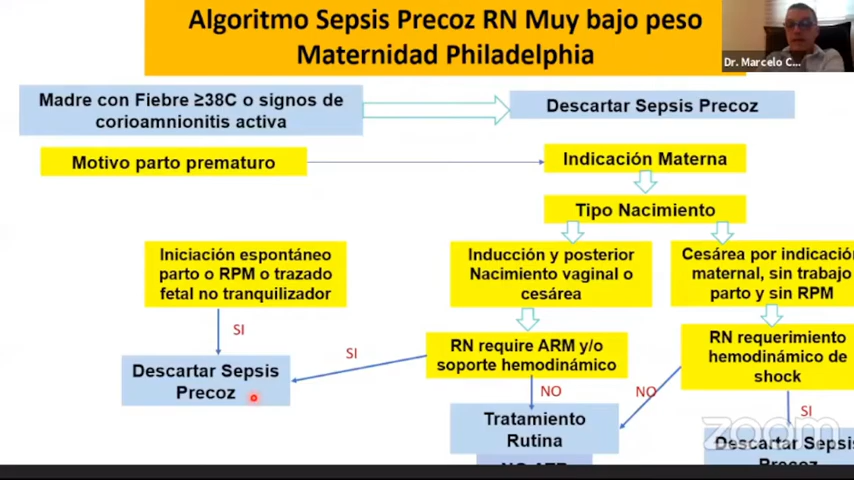 Algoritmo Sepsis Precoz RN Muy bajo peso
Maternidad Philadelphia
Dr. Marcelo C...
Madre con Fiebre ≥38C o signos de
corioamnionitis activa
Descartar Sepsis Precoz
Motivo parto prematuro
Indicación Materna
Tipo Nacimiento
Iniciación espontáneo
parto o RPM o trazado
fetal no tranquilizador
Inducción y posterior
Nacimiento vaginal o
cesárea
Cesárea por indicación
maternal, sin trabajo
parto y sin RPM
SI
SI
RN require ARM y/o
soporte hemodinámico
RN requerimiento
hemodinámico de
shock
Descartar Sepsis
Precoz
NO
NO
SI
Tratamiento
Rutina
zoom
Descartar Sepsis
Precoz